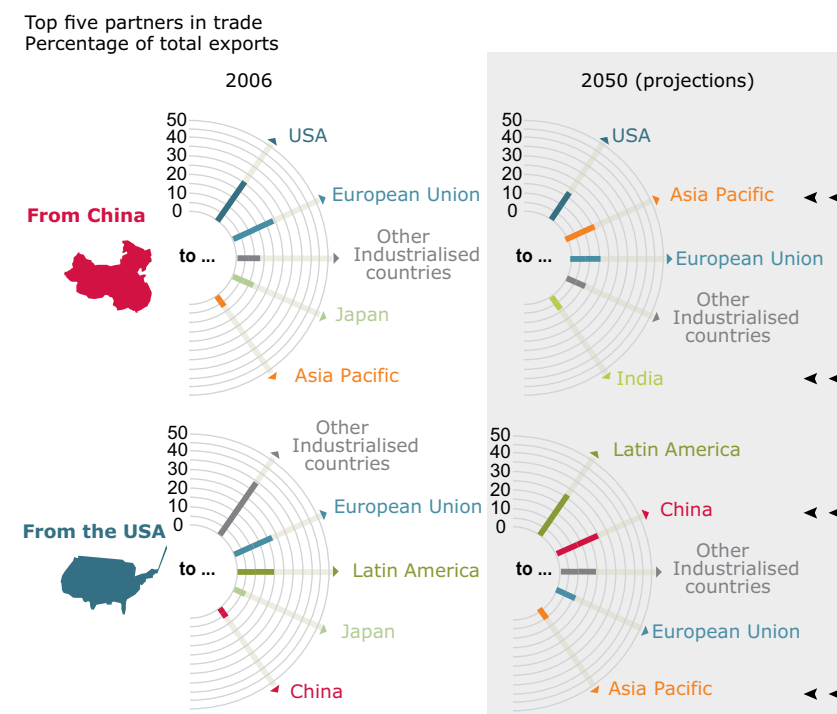 Top five partners in trade
Percentage of total exports
2006
2050 (projections)
From China
50
40
30
20
10
0
to ...
USA
European Union
Other
Industrialised
countries
Japan
Asia Pacific
50
40
30
20
10
0
to ...
USA
Asia Pacific
European Union
Other
Industrialised
countries
India
From the USA
50
40
30
20
10
0
to ...
Other
Industrialised
countries
European Union
Latin America
Japan
China
50
40
30
20
10
0
to ...
Latin America
China
Other
Industrialised
countries
European Union
Asia Pacific